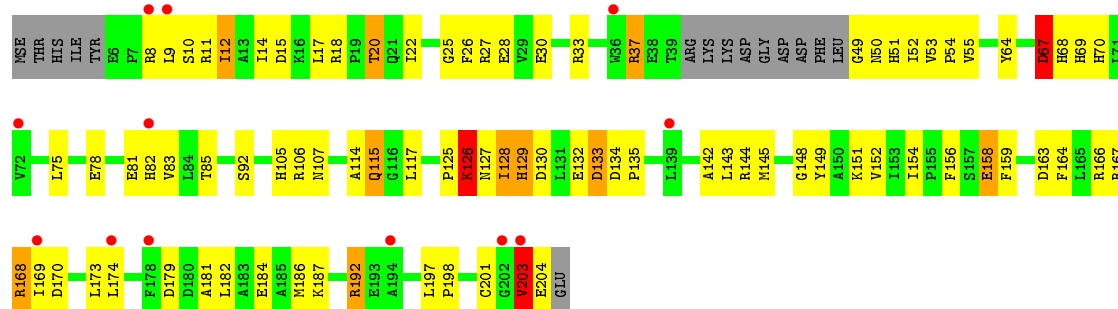 MSE THR HIS ILE TYR E6 P7 R8 L9 S10 R11 I12 A13 I14 D15 K16 L17 R18 P19 T20 Q21 I22 G25 F26 R27 E28 V29 E30 R33 W36 R37 E38 T39 ARG LYS LYS ASP GLY ASP ASP PHE LEU G49 N50 N51 I52 V53 P54 V55 Y64 D67 H68 H69 H70 L71
V72 L75 E78 E81 H82 V83 L84 T85 S92 H105 R106 N107 A114 Q115 G116 L117 P125 K126 N127 I128 H129 D130 L131 E132 D133 D134 P135 L139 A142 L143 R144 M145 G148 Y149 A150 K151 V152 I153 I154 P155 F156 S157 E158 F159 D163 F164 L165 R166 R167
R168 I169 D170 L173 L174 F178 D179 D180 A181 L182 A183 E184 A185 M186 K187 R192 E193 A194 L197 P198 C201 G202 V203 E204 GLU